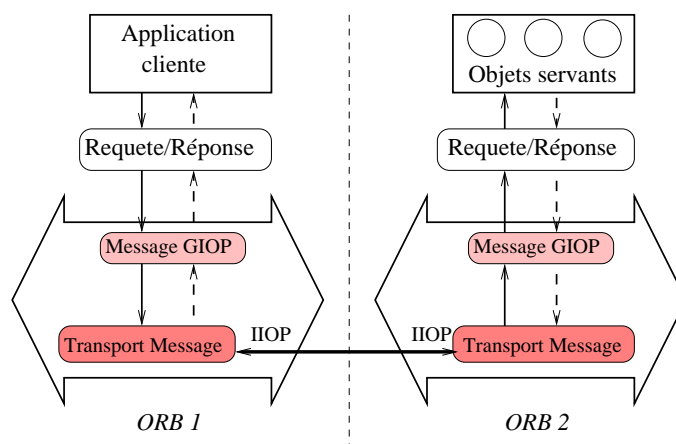 Application
cliente
Objets servants
Requete/Réponse
Requete/Réponse
Message GIOP
Message GIOP
IIOP
IIOP
Transport Message
Transport Message
ORB 1
ORB 2